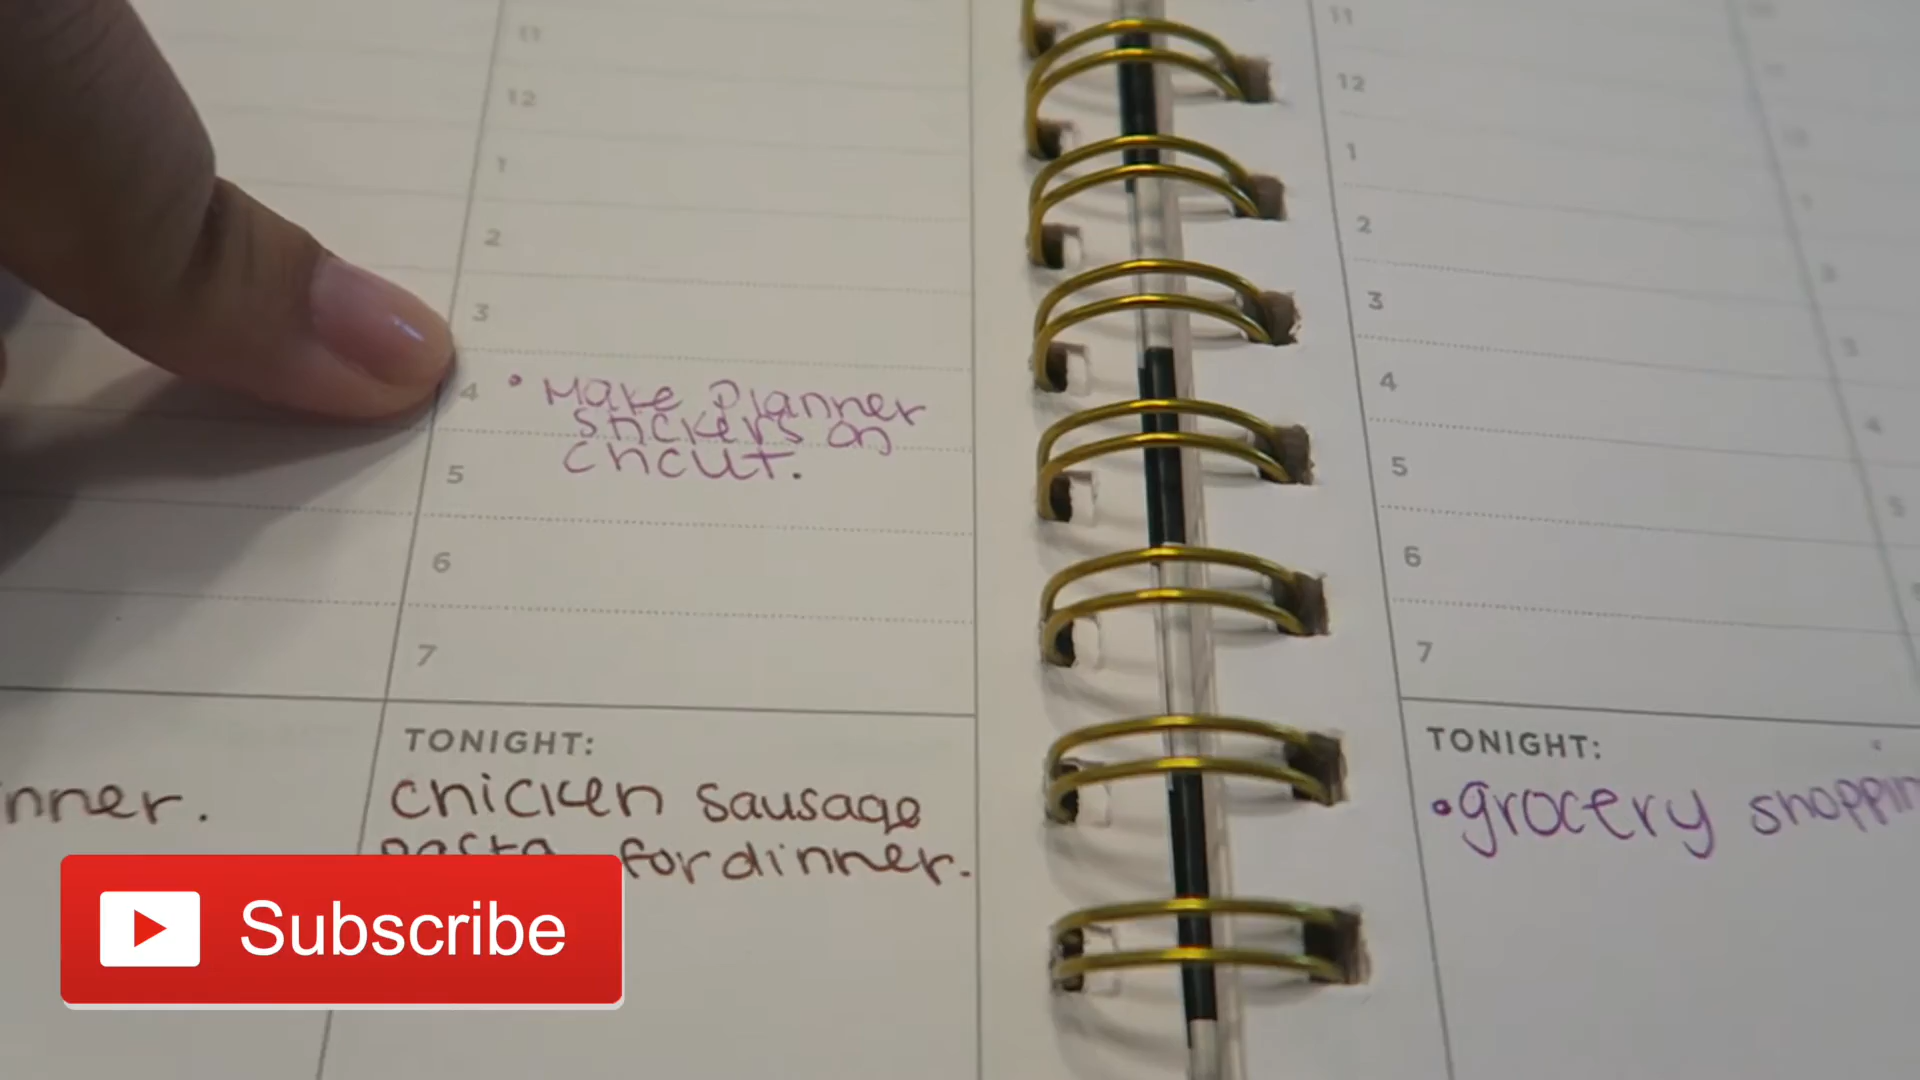 11
12
1
2
3
4
• Make Planner
stickers on
cricut.
5
6
7
TONIGHT:
chicken sausage
pasta for dinner.
inner.
11
12
1
2
3
4
5
6
7
TONIGHT:
• grocery shoppin
Subscribe